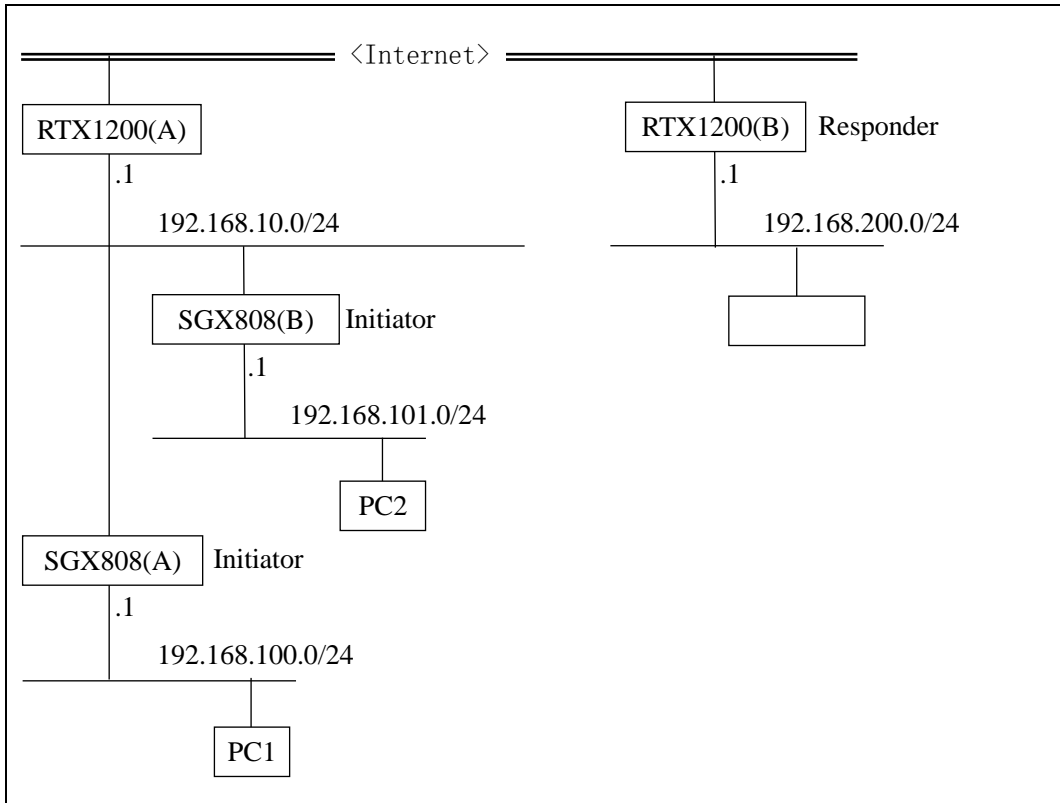 <Internet>
RTX1200(A)
RTX1200(B) Responder
.1
.1
192.168.10.0/24
192.168.200.0/24
SGX808(B) Initiator
.1
192.168.101.0/24
PC2
SGX808(A) Initiator
.1
192.168.100.0/24
PC1